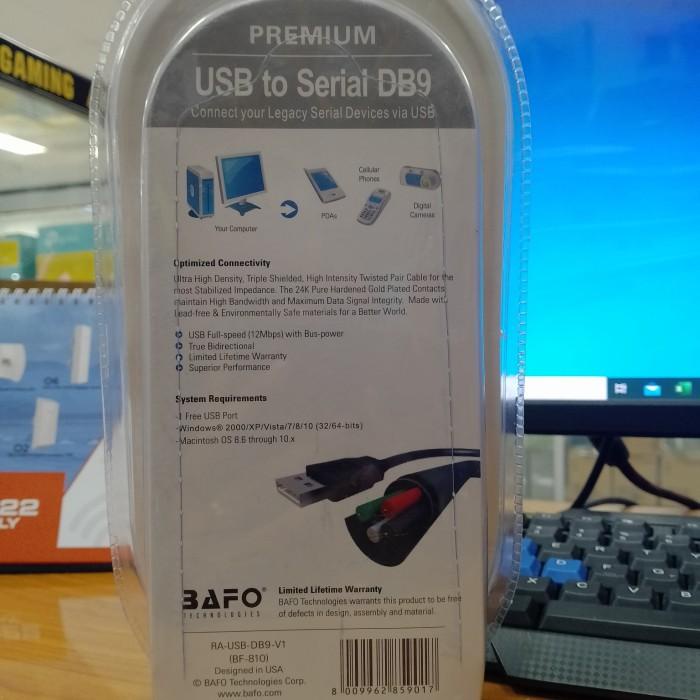 GAMING
PREMIUM
USB to Serial DB9
Connect your Legacy Serial Devices via USB
Your Computer
PDAs
Cellular
Phones
Digital
Cameras
Optimized Connectivity
Ultra High Density, Triple Shielded, High Intensity Twisted Pair Cable for the
most Stabilized Impedance. The 24K Pure Hardened Gold Plated Contacts
maintain High Bandwidth and Maximum Data Signal Integrity. Made with
Lead-free & Environmentally Safe materials for a Better World.
USB Full-speed (12Mbps) with Bus-power
True Bidirectional
Limited Lifetime Warranty
Superior Performance
System Requirements
-1 Free USB Port
-Windows® 2000/XP/Vista/7/8/10 (32/64-bits)
-Macintosh OS 8.6 through 10.x
BAFO®
TECHNOLOGIES
Limited Lifetime Warranty
BAFO Technologies warrants this product to be free
of defects in design, assembly and material.
RA-USB-DB9-V1
(BF-810)
Designed in USA
© BAFO Technologies Corp.
www.bafo.com
8 009962 859017
22
LY